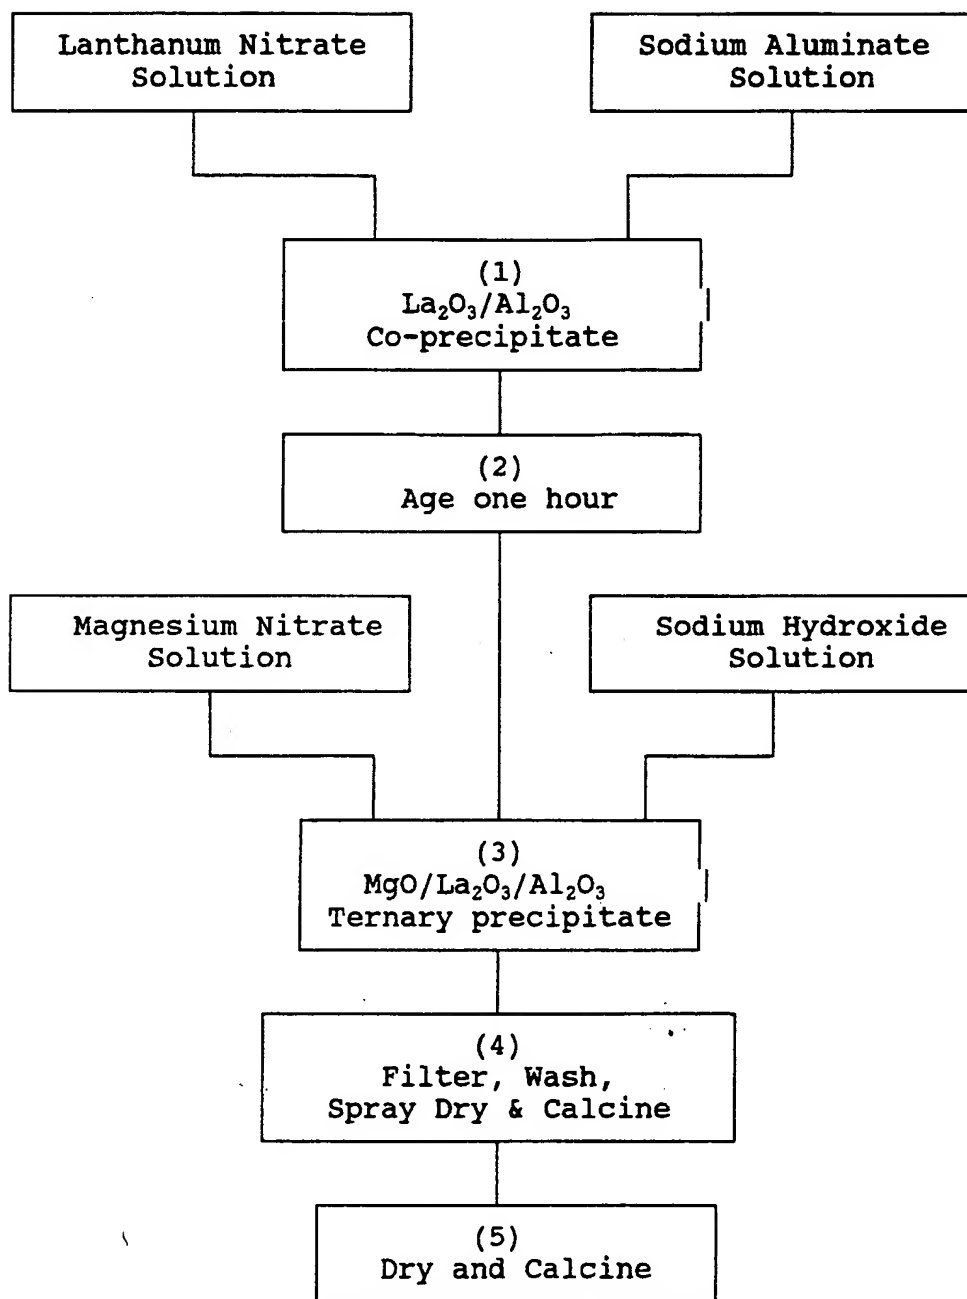 Lanthanum Nitrate
Solution
Sodium Aluminate
Solution
(1)
La₂O₃/Al₂O₃
Co-precipitate
(2)
Age one hour
Magnesium Nitrate
Solution
Sodium Hydroxide
Solution
(3)
MgO/La₂O₃/Al₂O₃
Ternary precipitate
(4)
Filter, Wash,
Spray Dry & Calcine
(5)
Dry and Calcine